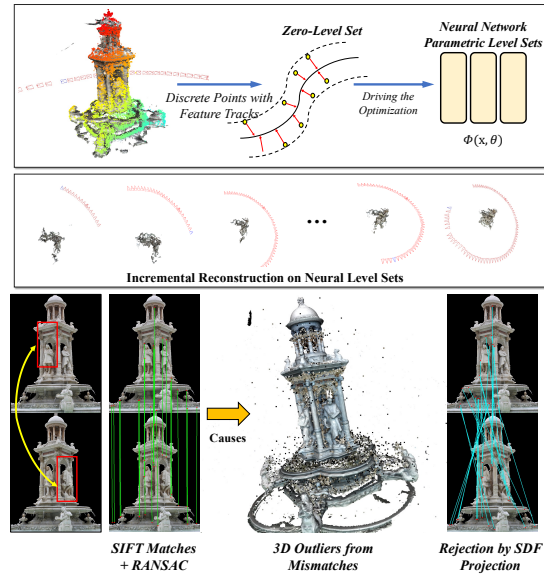 Zero-Level Set
Neural Network
Parametric Level Sets
Discrete Points with
Feature Tracks
Driving the
Optimization
Φ(x, θ)
...
Incremental Reconstruction on Neural Level Sets
Causes
SIFT Matches
+ RANSAC
3D Outliers from
Mismatches
Rejection by SDF
Projection